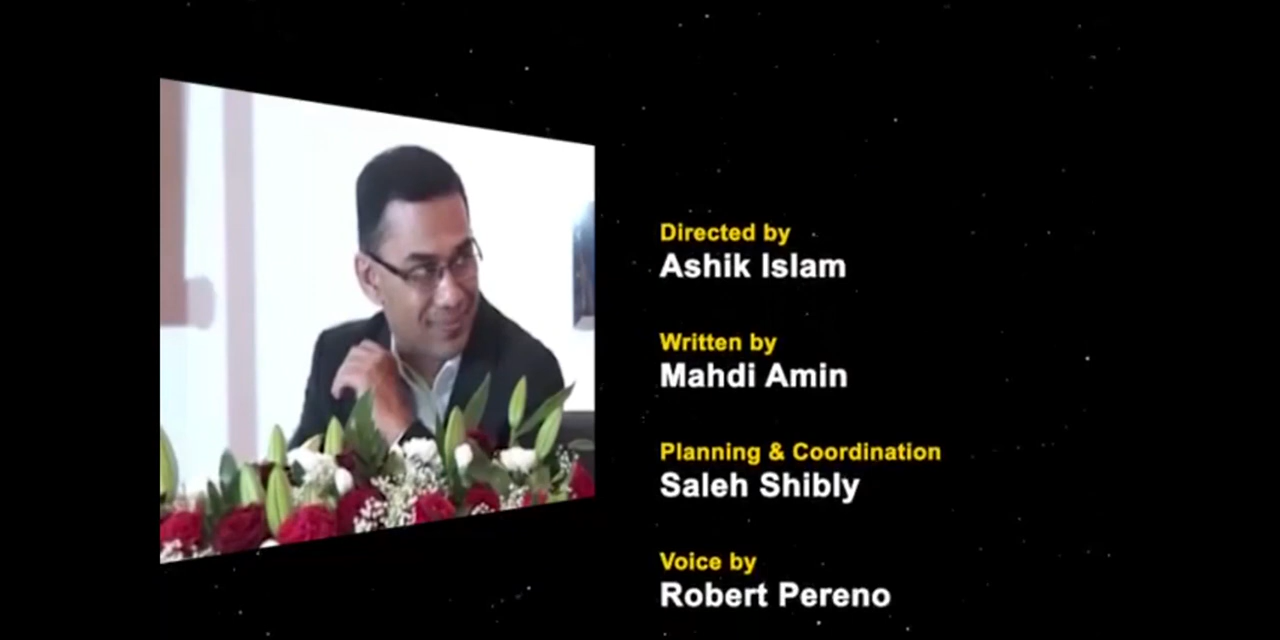 Directed by
Ashik Islam
Written by
Mahdi Amin
Planning & Coordination
Saleh Shibly
Voice by
Robert Pereno